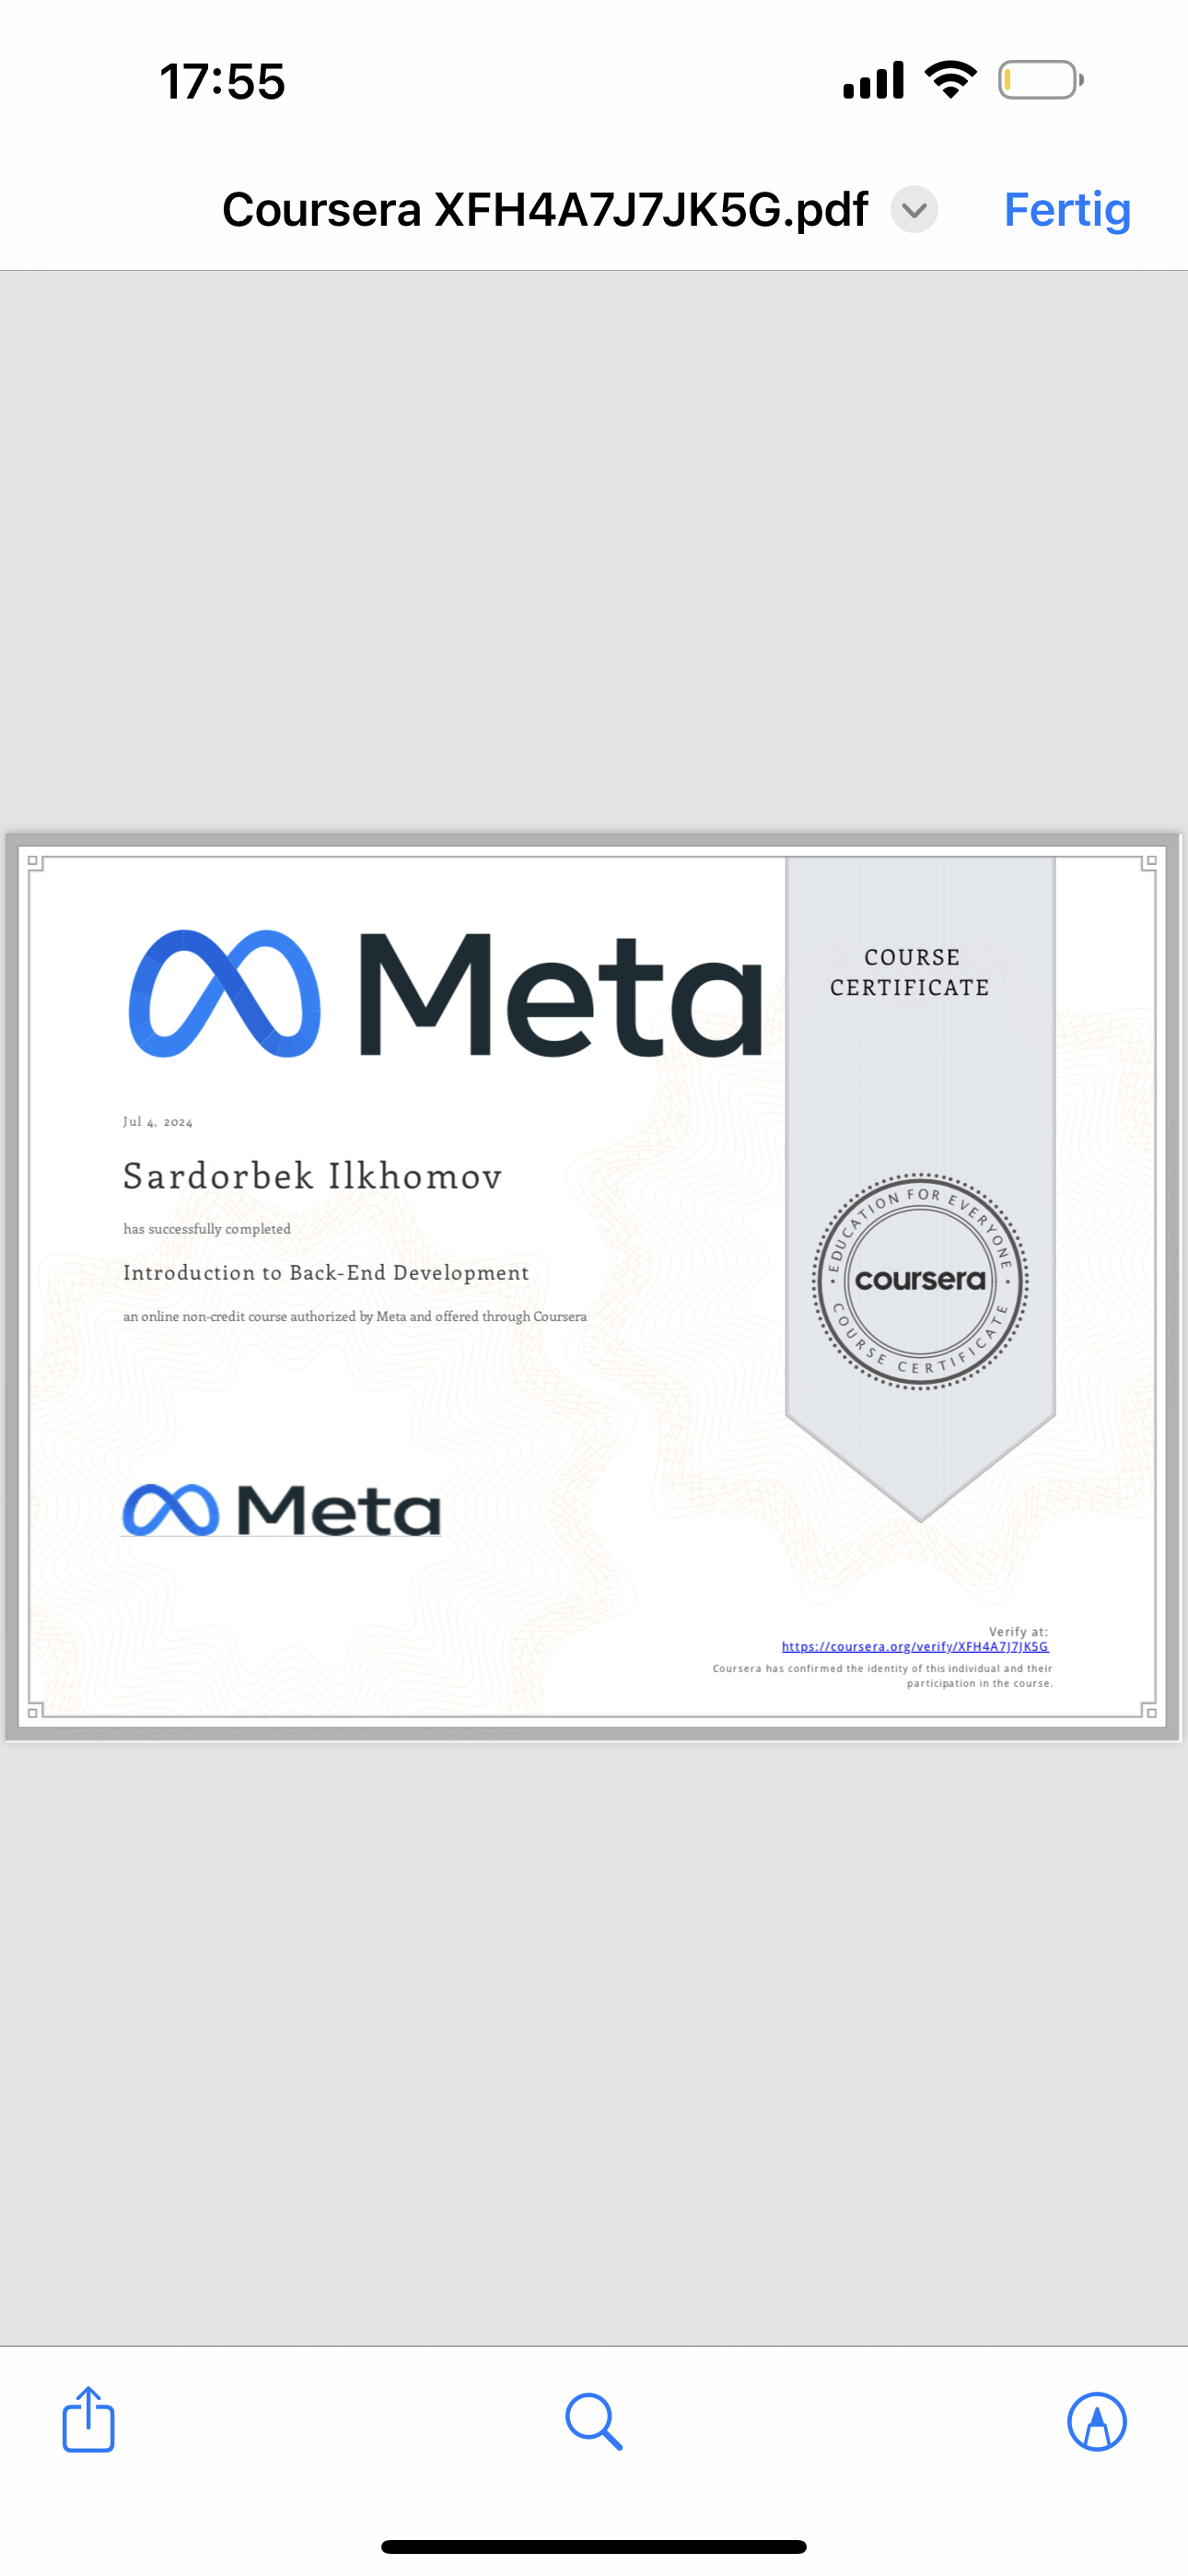 17:55
Coursera XFH4A7J7JK5G.pdf
Fertig
Meta
COURSE
CERTIFICATE
Jul 4, 2024
Sardorbek Ilkhomov
has successfully completed
Introduction to Back-End Development
an online non-credit course authorized by Meta and offered through Coursera
EDUCATION FOR EVERYONE
coursera
COURSE CERTIFICATE
Meta
Verify at:
https://coursera.org/verify/XFH4A7J7JK5G
Coursera has confirmed the identity of this individual and their
participation in the course.